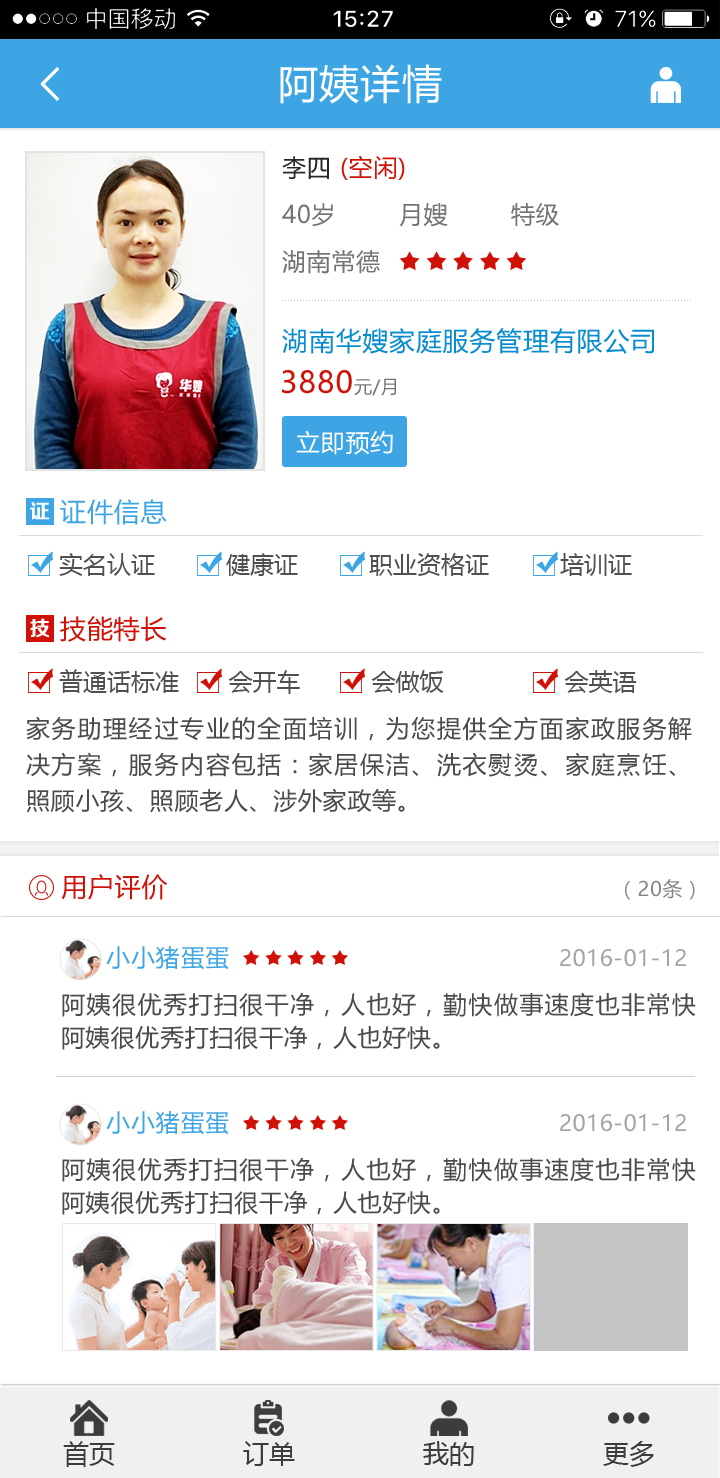 中国移动 15:27 71%
阿姨详情
李四 (空闲)
40岁 月嫂 特级
湖南常德
湖南华嫂家庭服务管理有限公司
3880元/月
华嫂
立即预约
证 证件信息
实名认证 健康证 职业资格证 培训证
技 技能特长
普通话标准 会开车 会做饭 会英语
家务助理经过专业的全面培训，为您提供全方面家政服务解
决方案，服务内容包括：家居保洁、洗衣熨烫、家庭烹饪、
照顾小孩、照顾老人、涉外家政等。
用户评价 （20条）
小小猪蛋蛋 2016-01-12
阿姨很优秀打扫很干净，人也好，勤快做事速度也非常快
阿姨很优秀打扫很干净，人也好快。
小小猪蛋蛋 2016-01-12
阿姨很优秀打扫很干净，人也好，勤快做事速度也非常快
阿姨很优秀打扫很干净，人也好快。
首页 订单 我的 更多